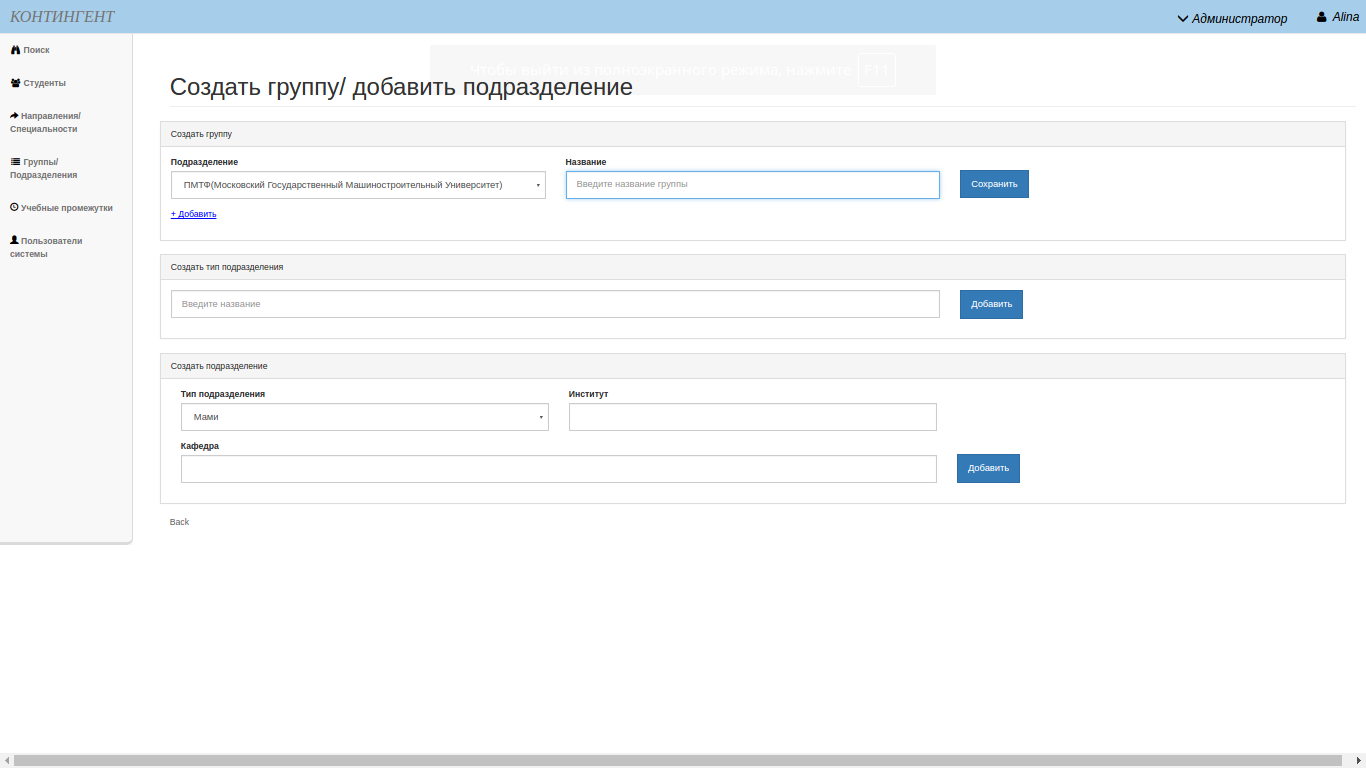 КОНТИНГЕНТ
Администратор
Alina
Поиск
Студенты
Направления/
Специальности
Группы/
Подразделения
Учебные промежутки
Пользователи
системы
Чтобы выйти из полноэкранного режима, нажмите F11
Создать группу/ добавить подразделение
Создать группу
Подразделение
Название
ПМТФ(Московский Государственный Машиностроительный Университет)
Введите название группы
Сохранить
+ Добавить
Создать тип подразделения
Введите название
Добавить
Создать подразделение
Тип подразделения
Институт
Мами
Кафедра
Добавить
Back